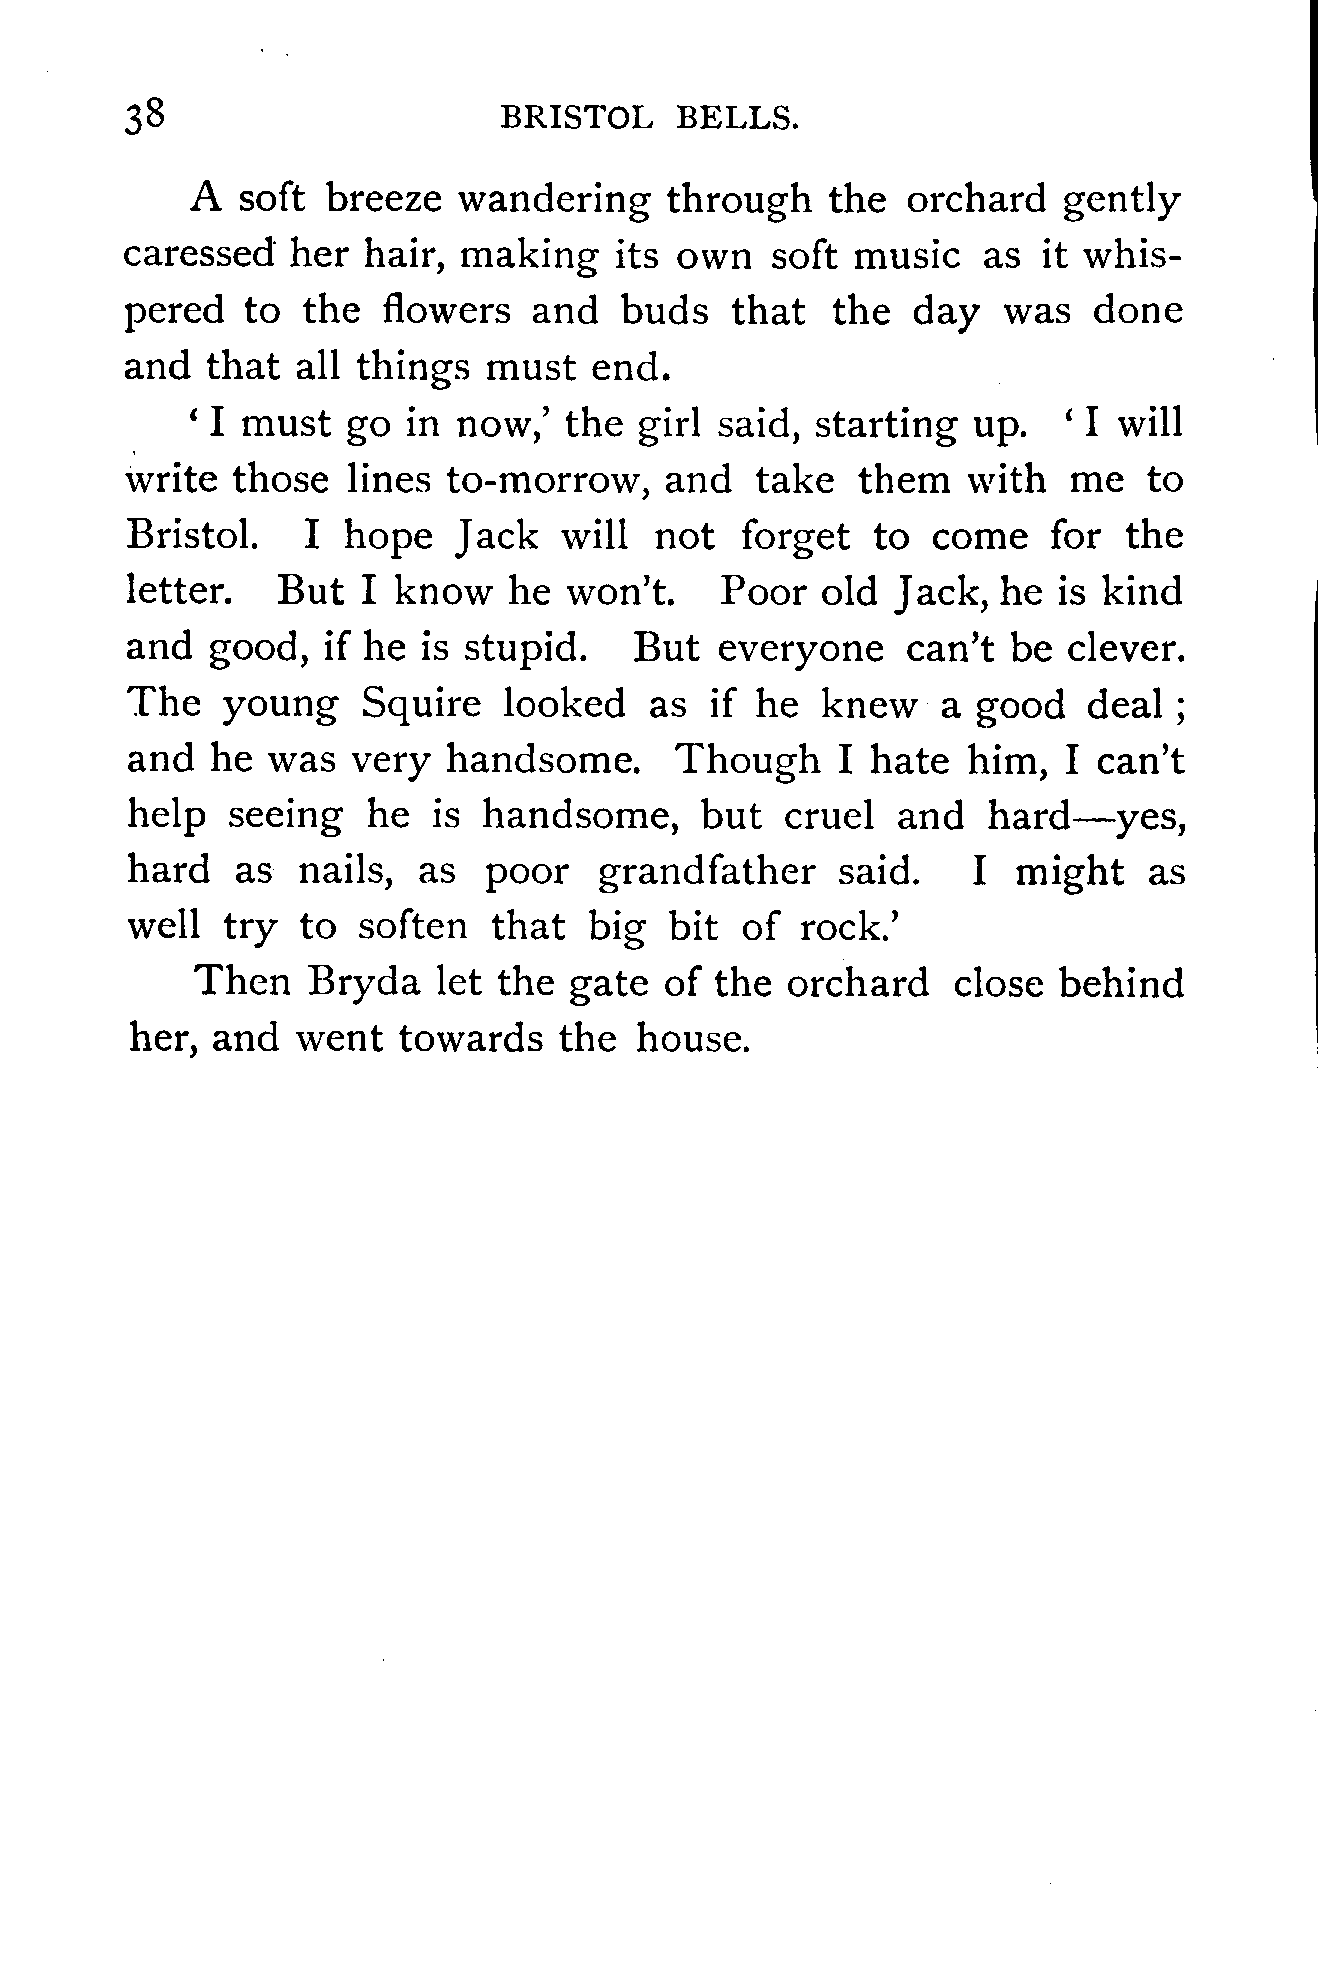 38 BRISTOL BELLS.
A soft breeze wandering through the orchard gently
caressed her hair, making its own soft music as it whis-
pered to the flowers and buds that the day was done
and that all things must end.
‘ I must go in now,’ the girl said, starting up. ‘ I will
write those lines to-morrow, and take them with me to
Bristol. I hope Jack will not forget to come for the
letter. But I know he won’t. Poor old Jack, he is kind
and good, if he is stupid. But everyone can’t be clever.
The young Squire looked as if he knew a good deal ;
and he was very handsome. Though I hate him, I can’t
help seeing he is handsome, but cruel and hard—yes,
hard as nails, as poor grandfather said. I might as
well try to soften that big bit of rock.’
Then Bryda let the gate of the orchard close behind
her, and went towards the house.